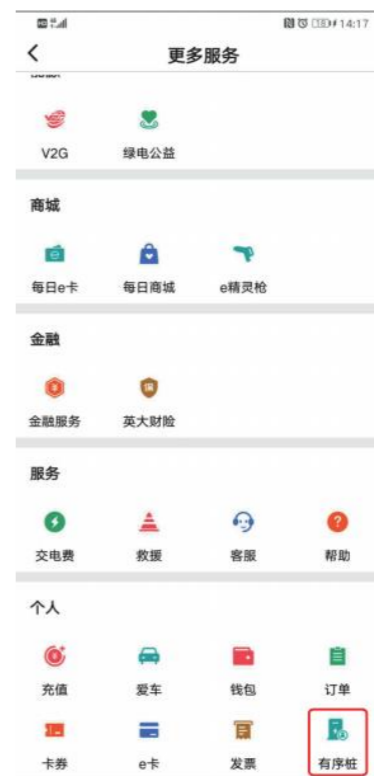 14:17
更多服务
V2G 绿电公益
商城
每日e卡 每日商城 e精灵枪
金融
金融服务 英大财险
服务
交电费 救援 客服 帮助
个人
充值 爱车 钱包 订单
卡券 e卡 发票 有序桩